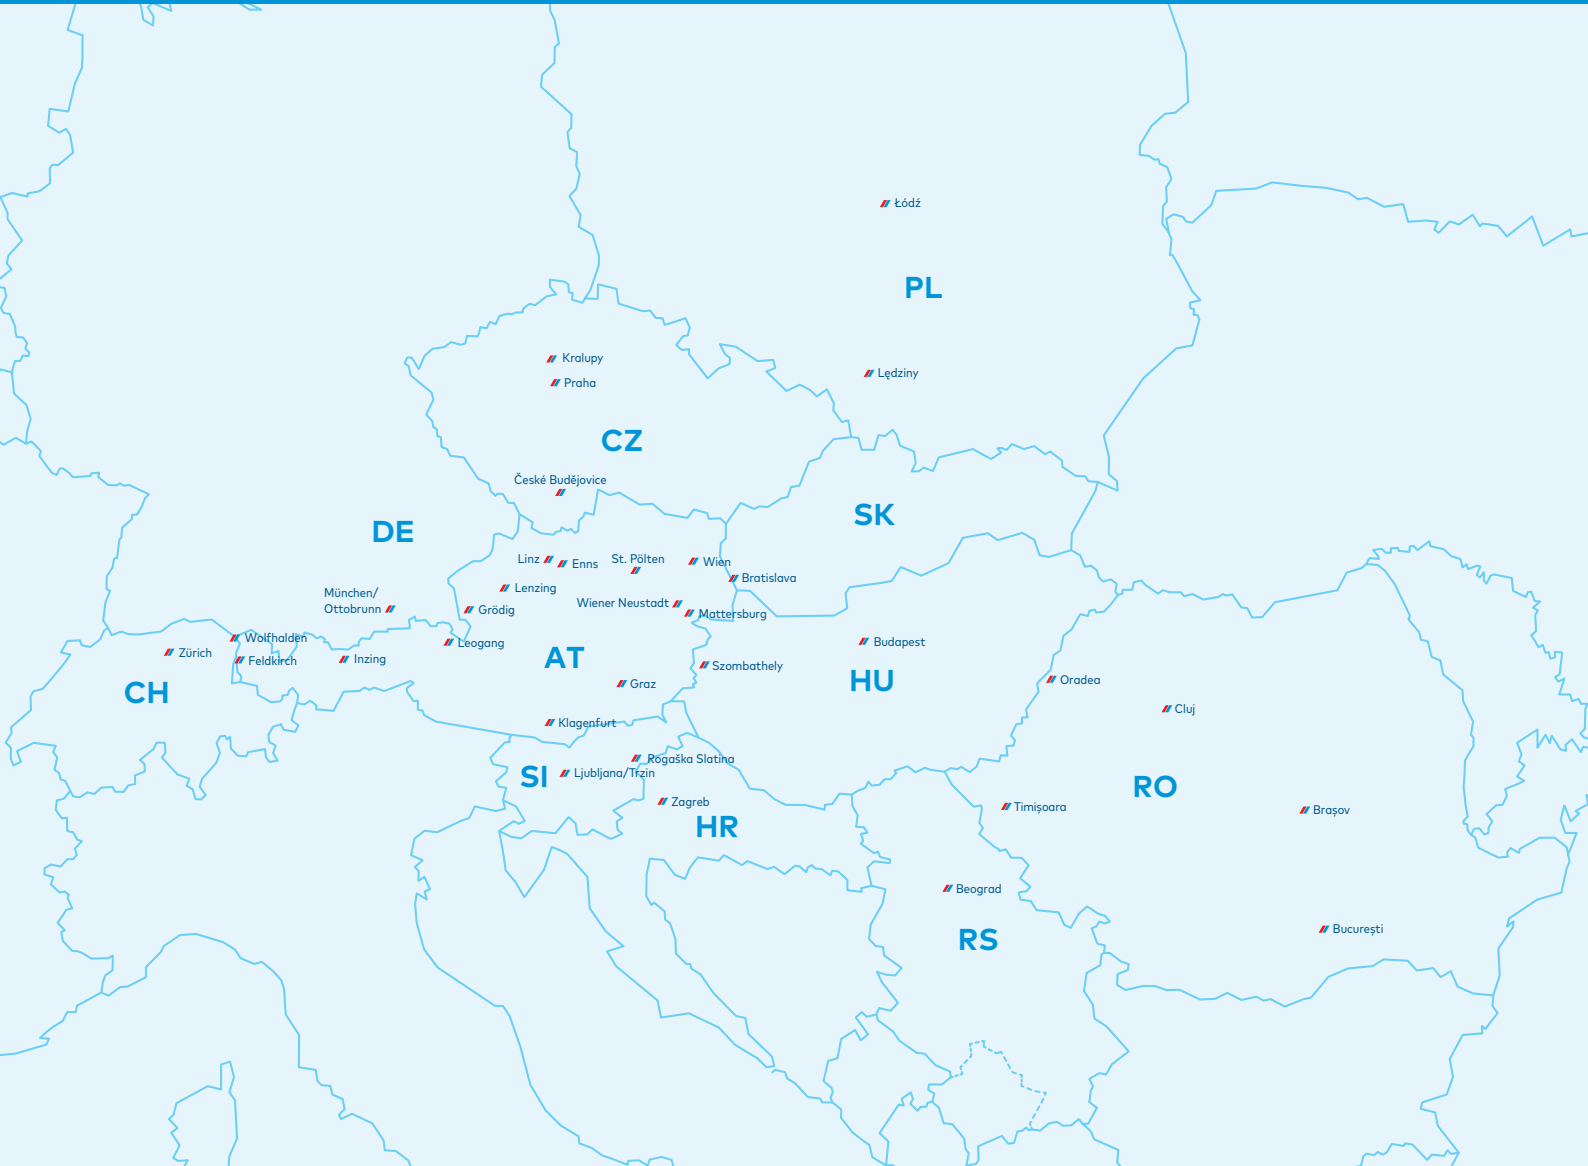 Łódź
PL
Kralupy
Lędziny
Praha
CZ
České Budějovice
SK
DE
Linz
Enns
St. Pölten
Wien
Bratislava
Lenzing
München/
Ottobrunn
Grödig
Wiener Neustadt
Mattersburg
Wolfhalden
Leogang
Budapest
Zürich
Feldkirch
Inzing
AT
Szombathely
CH
Graz
HU
Oradea
Cluj
Klagenfurt
Rogaška Slatina
SI
Ljubljana/Trzin
RO
Zagreb
HR
Timișoara
Brașov
Beograd
RS
București